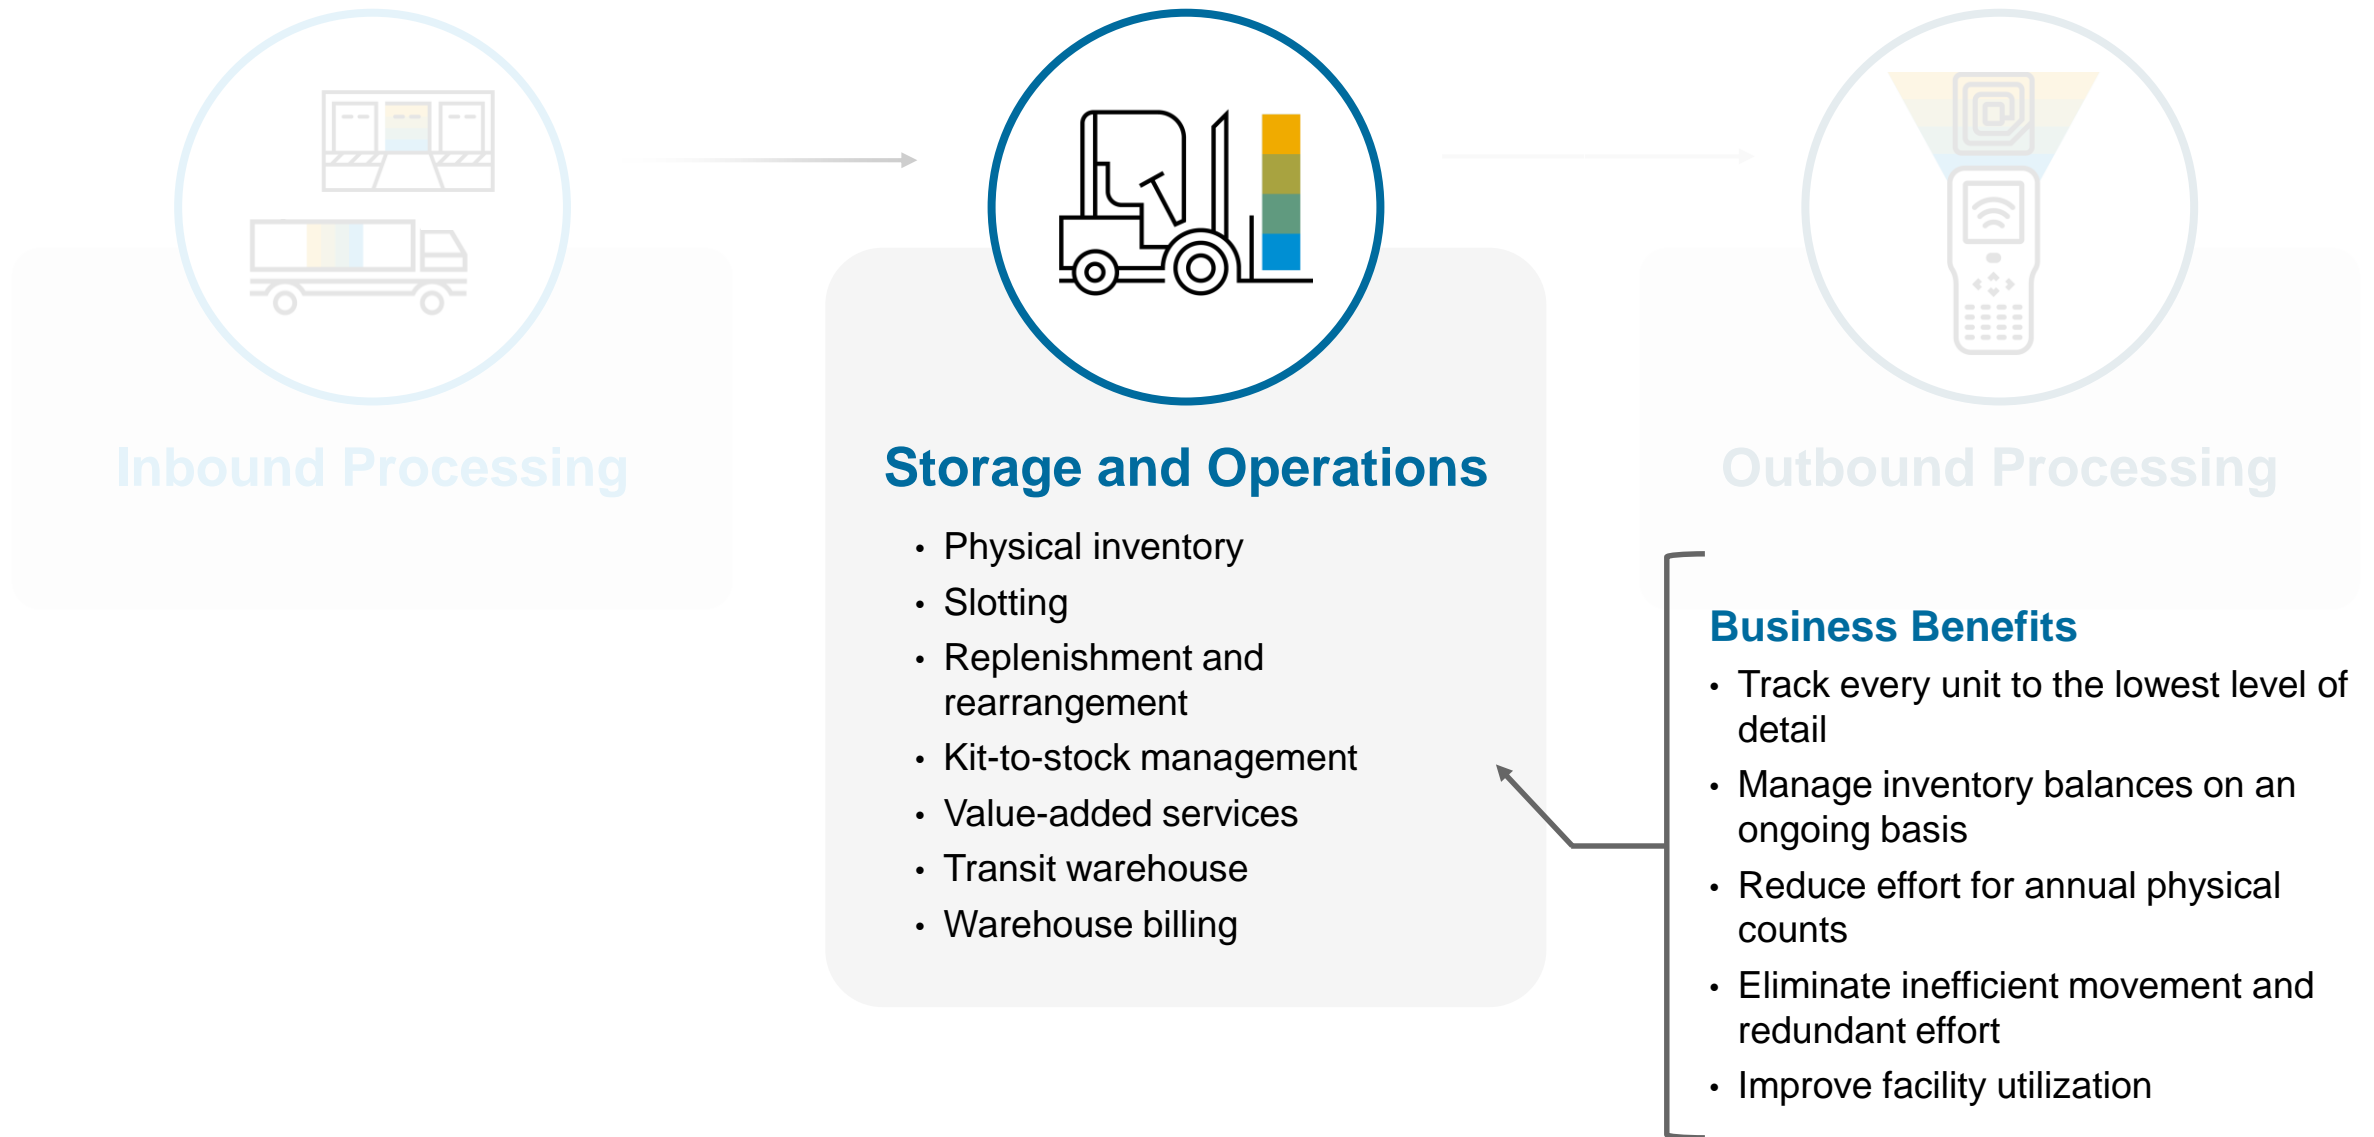 Inbound Processing
Storage and Operations
• Physical inventory
• Slotting
• Replenishment and
rearrangement
• Kit-to-stock management
• Value-added services
• Transit warehouse
• Warehouse billing
Outbound Processing
Business Benefits
• Track every unit to the lowest level of
detail
• Manage inventory balances on an
ongoing basis
• Reduce effort for annual physical
counts
• Eliminate inefficient movement and
redundant effort
• Improve facility utilization